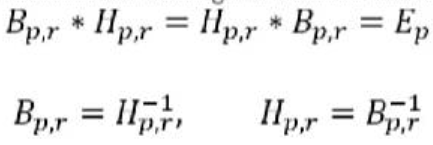 B_{p,r} * H_{p,r} = H_{p,r} * B_{p,r} = E_p
B_{p,r} = H_{p,r}^{-1}, H_{p,r} = B_{p,r}^{-1}